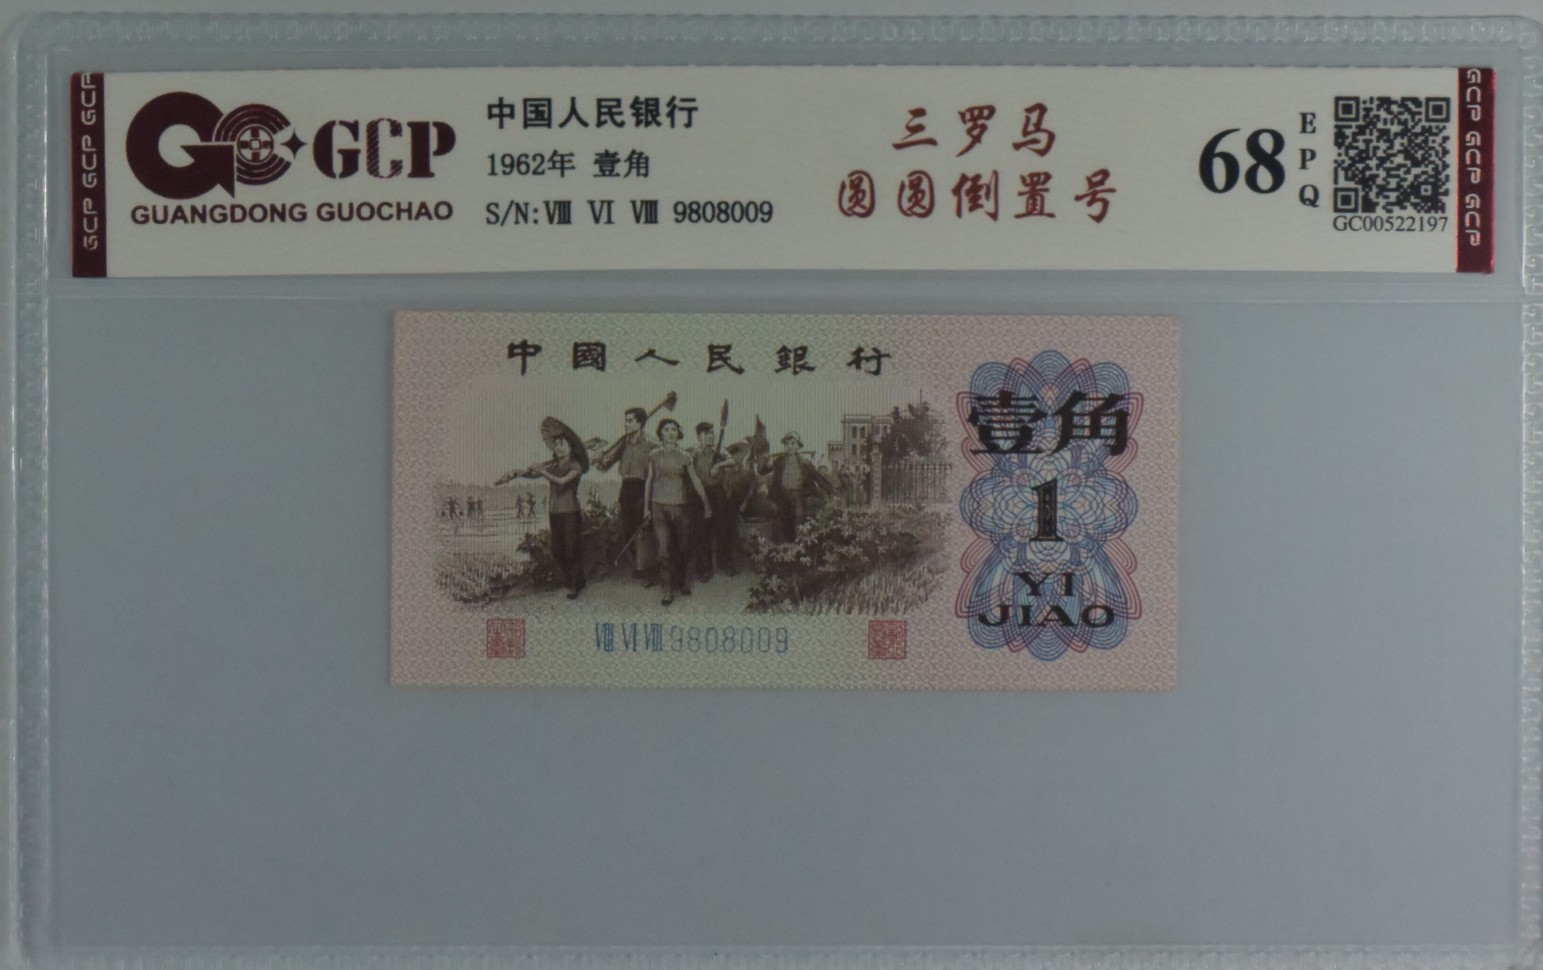 GCP
GUANGDONG GUOCHAO
中国人民银行
1962年 壹角
S/N:Ⅷ Ⅵ Ⅷ 9808009
三罗马
圆圆倒置号
68
EPQ
GC00522197
GCP GCP GCP
GCP GCP GCP
中國人民銀行
壹角
1
YI
JIAO
Ⅷ Ⅵ Ⅷ 9808009